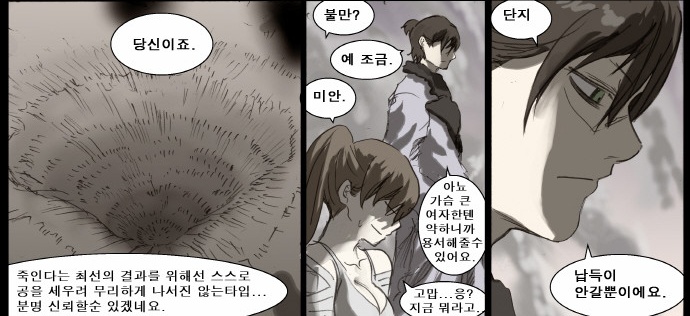 당신이죠.
죽인다는 최선의 결과를 위해선 스스로
공을 세우려 무리하게 나서진 않는타입...
분명 신뢰할순 있겠네요.
불만?
예 조금.
미안.
아뇨
가슴 큰
여자한텐
약하니까
용서해줄수
있어요.
고맙...응?
지금 뭐라고.
단지
납득이
안갈뿐이에요.